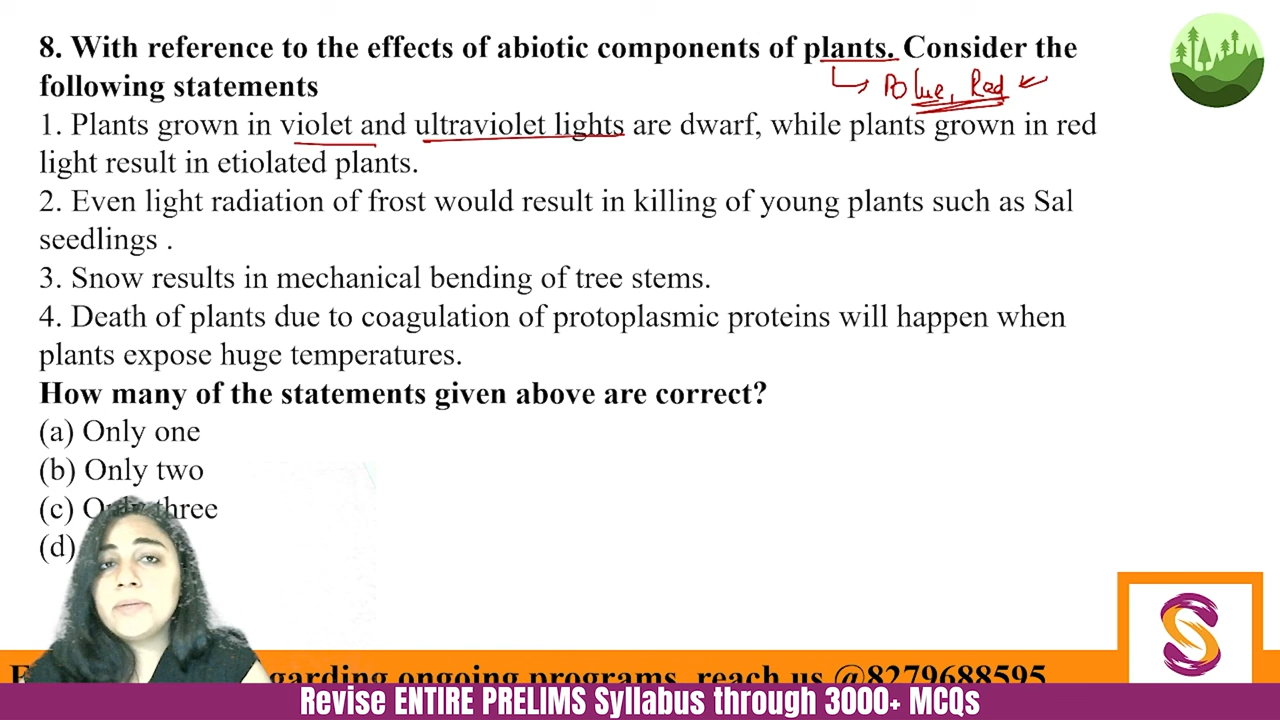 8. With reference to the effects of abiotic components of plants. Consider the
following statements
Blue, Red
1. Plants grown in violet and ultraviolet lights are dwarf, while plants grown in red
light result in etiolated plants.
2. Even light radiation of frost would result in killing of young plants such as Sal
seedlings .
3. Snow results in mechanical bending of tree stems.
4. Death of plants due to coagulation of protoplasmic proteins will happen when
plants expose huge temperatures.
How many of the statements given above are correct?
(a) Only one
(b) Only two
(c) three
(d)
ongoing programs, reach us @8279688595
Revise ENTIRE PRELIMS Syllabus through 3000+ MCQs